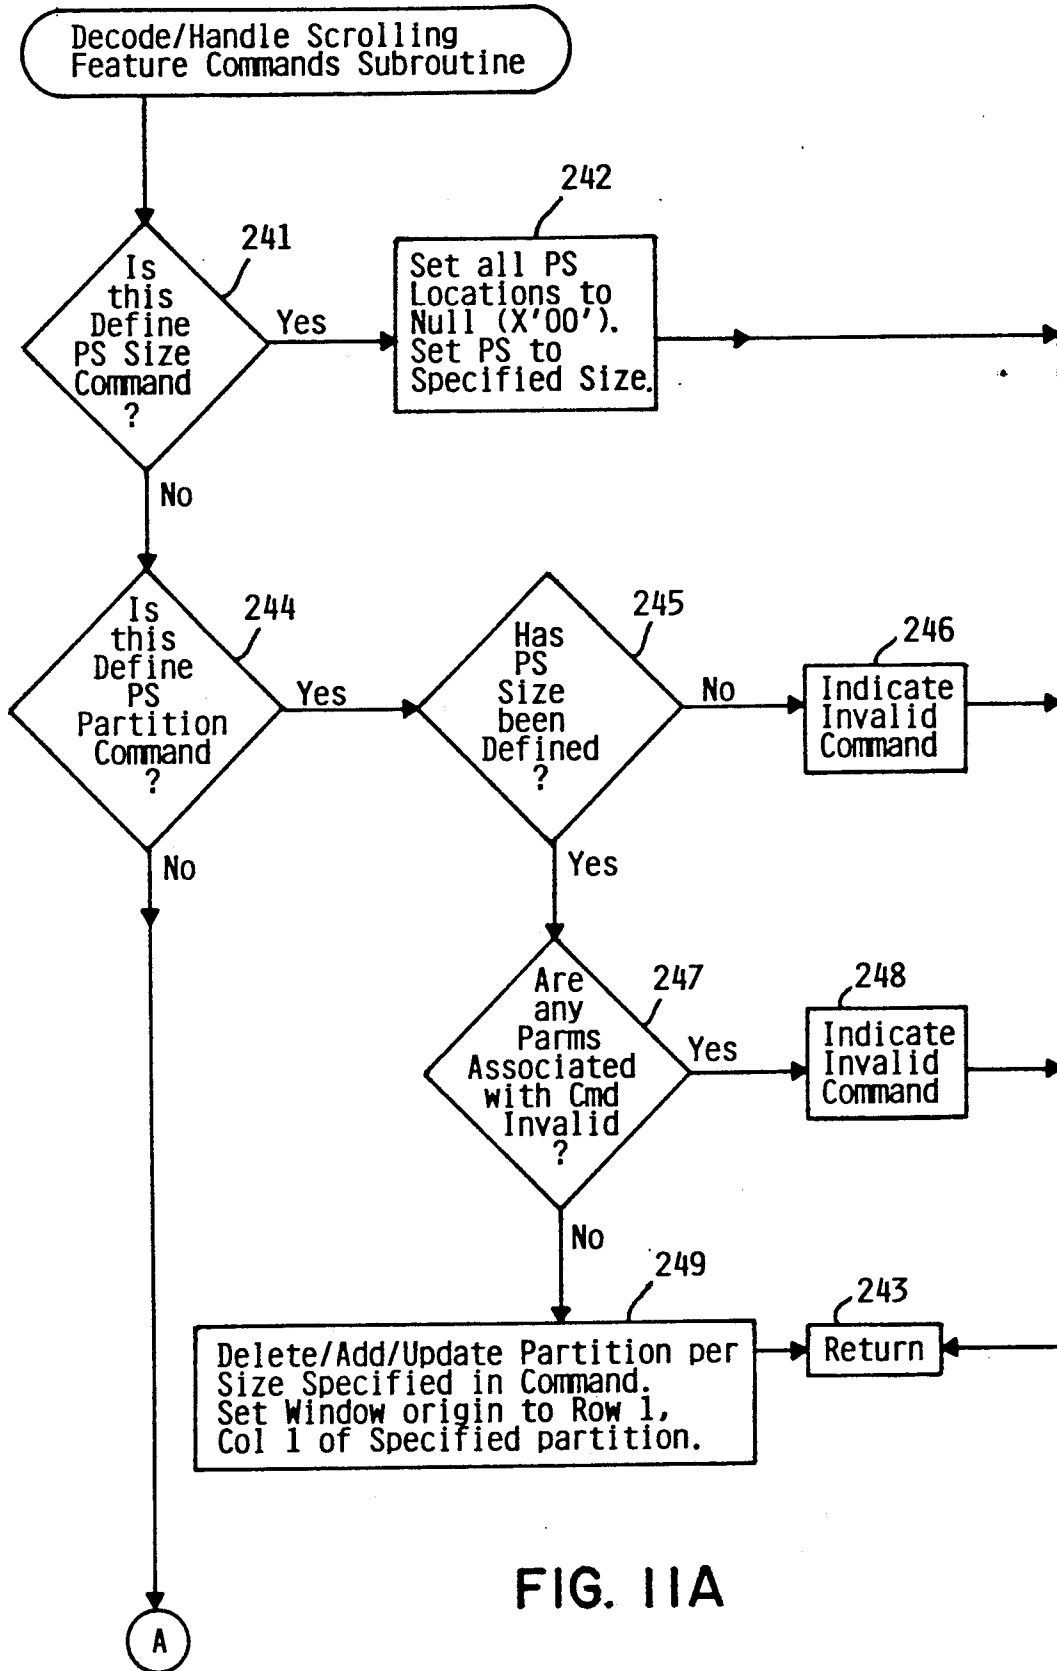 Decode/Handle Scrolling
Feature Commands Subroutine
241
Is
this
Define
PS Size
Command
?
Yes
242
Set all PS
Locations to
Null (X'00').
Set PS to
Specified Size.
No
244
Is
this
Define
PS
Partition
Command
?
Yes
245
Has
PS
Size
been
Defined
?
No
246
Indicate
Invalid
Command
No
Yes
247
Are
any
Parms
Associated
with Cmd
Invalid
?
Yes
248
Indicate
Invalid
Command
No
249
Delete/Add/Update Partition per
Size Specified in Command.
Set Window origin to Row 1,
Col 1 of Specified partition.
243
Return
A
FIG. 11A